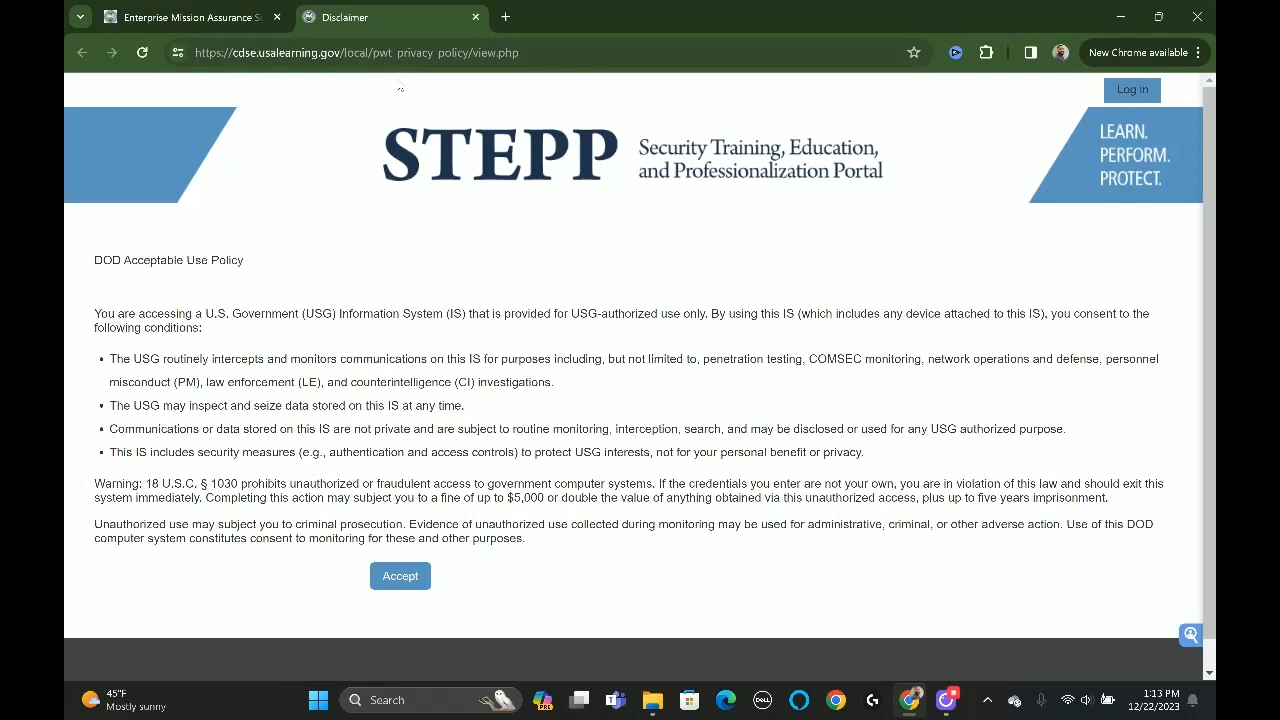 Enterprise Mission Assurance S
Disclaimer
https://cdse.usalearning.gov/local/pwt_privacy_policy/view.php
New Chrome available
Log in
STEPP
Security Training, Education,
and Professionalization Portal
LEARN.
PERFORM.
PROTECT.
DOD Acceptable Use Policy
You are accessing a U.S. Government (USG) Information System (IS) that is provided for USG-authorized use only. By using this IS (which includes any device attached to this IS), you consent to the
following conditions:
• The USG routinely intercepts and monitors communications on this IS for purposes including, but not limited to, penetration testing, COMSEC monitoring, network operations and defense, personnel
misconduct (PM), law enforcement (LE), and counterintelligence (CI) investigations.
• The USG may inspect and seize data stored on this IS at any time.
• Communications or data stored on this IS are not private and are subject to routine monitoring, interception, search, and may be disclosed or used for any USG authorized purpose.
• This IS includes security measures (e.g., authentication and access controls) to protect USG interests, not for your personal benefit or privacy.
Warning: 18 U.S.C. § 1030 prohibits unauthorized or fraudulent access to government computer systems. If the credentials you enter are not your own, you are in violation of this law and should exit this
system immediately. Completing this action may subject you to a fine of up to $5,000 or double the value of anything obtained via this unauthorized access, plus up to five years imprisonment.
Unauthorized use may subject you to criminal prosecution. Evidence of unauthorized use collected during monitoring may be used for administrative, criminal, or other adverse action. Use of this DOD
computer system constitutes consent to monitoring for these and other purposes.
Accept
45°F
Mostly sunny
Search
PRE
DELL
1:13 PM
12/22/2023